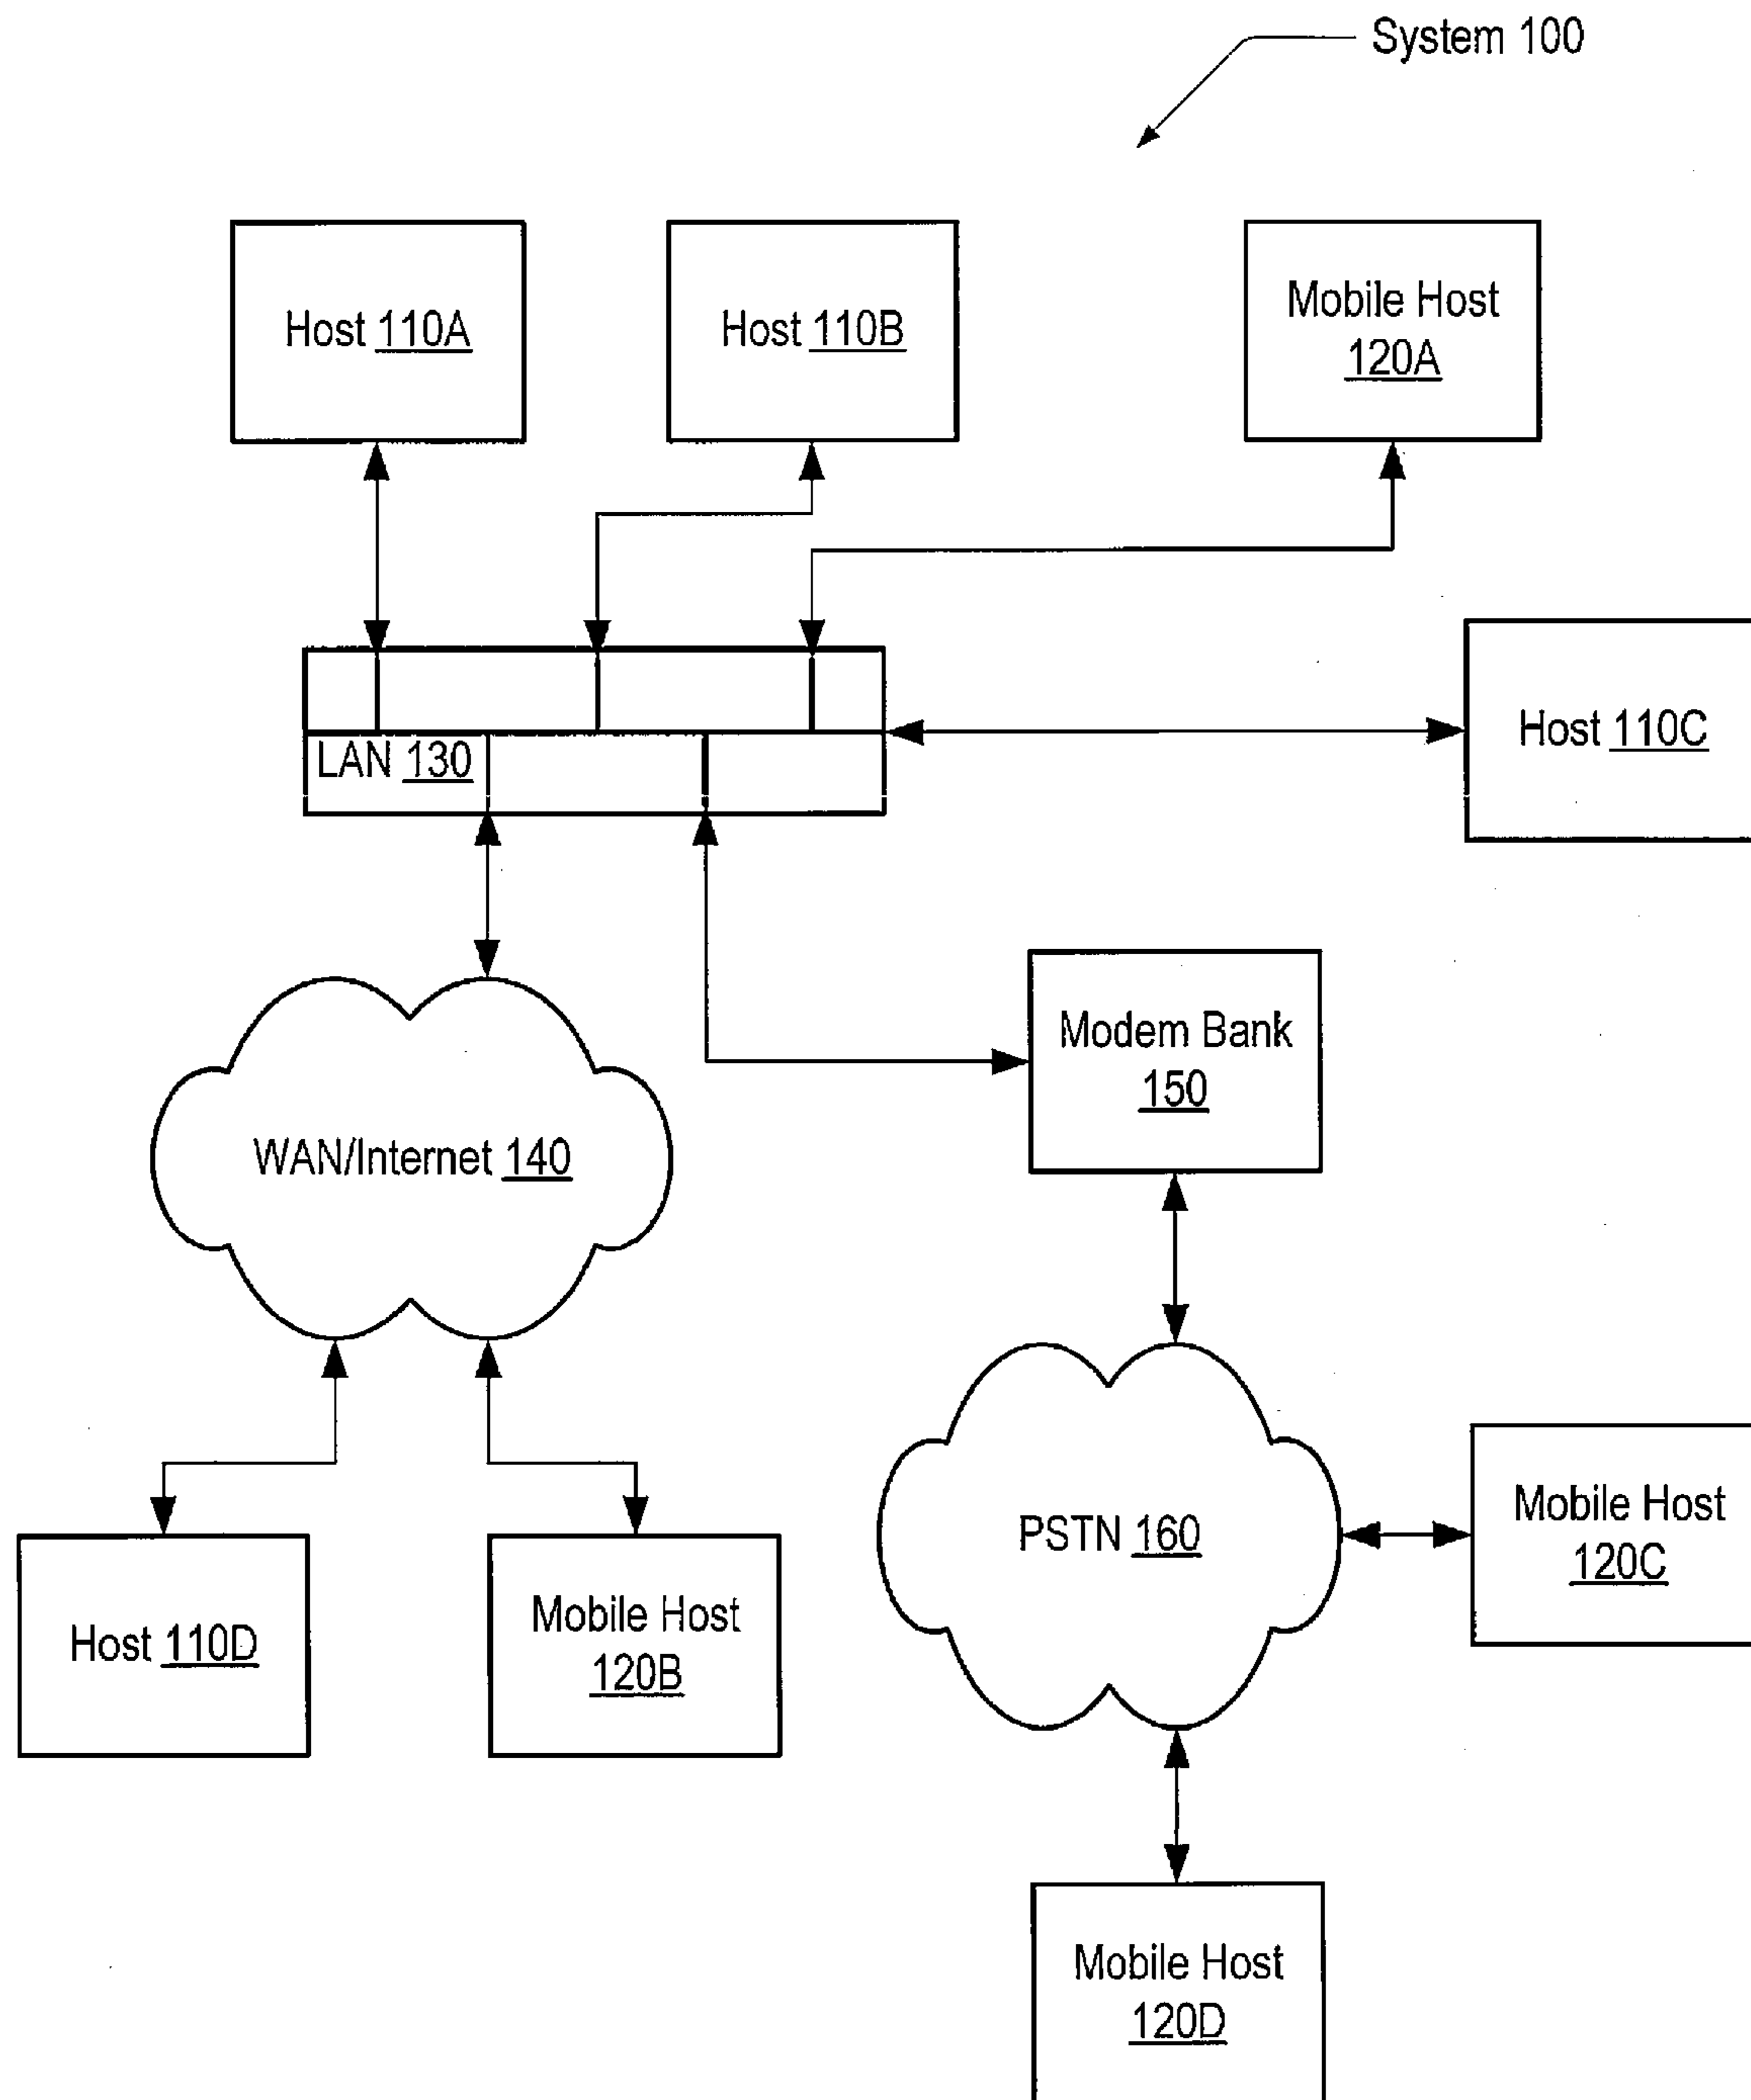 System 100
Host 110A
Host 110B
Mobile Host
120A
LAN 130
Host 110C
Modem Bank
150
WAN/Internet 140
PSTN 160
Mobile Host
120C
Host 110D
Mobile Host
120B
Mobile Host
120D